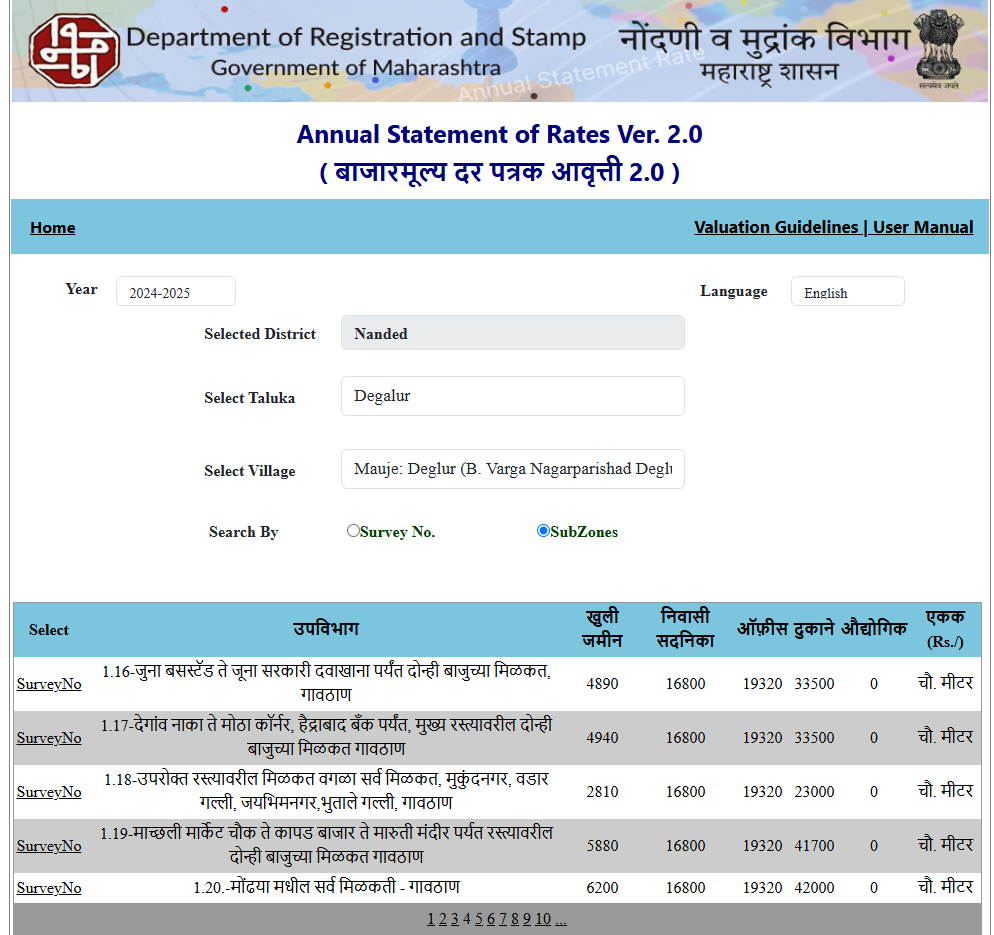 Department of Registration and Stamp
Government of Maharashtra
नोंदणी व मुद्रांक विभाग
महाराष्ट्र शासन
सत्यमेव जयते
Annual Statement Rate
Annual Statement of Rates Ver. 2.0
( बाजारमूल्य दर पत्रक आवृत्ती 2.0 )
Home Valuation Guidelines | User Manual
Year 2024-2025 Language English
Selected District Nanded
Select Taluka Degalur
Select Village Mauje: Deglur (B. Varga Nagarparishad Deglu
Search By Survey No. SubZones
Select उपविभाग खुली जमीन निवासी सदनिका ऑफ़ीस दुकाने औद्योगिक एकक (Rs./)
SurveyNo 1.16-जुना बसस्टॅड ते जूना सरकारी दवाखाना पर्यंत दोन्ही बाजुच्या मिळकत, 4890 16800 19320 33500 0 चौ. मीटर
गावठाण
SurveyNo 1.17-देगांव नाका ते मोठा कॉर्नर, हैद्राबाद बँक पर्यंत, मुख्य रस्त्यावरील दोन्ही 4940 16800 19320 33500 0 चौ. मीटर
बाजुच्या मिळकत गावठाण
SurveyNo 1.18-उपरोक्त रस्त्यावरील मिळकत वगळा सर्व मिळकत, मुकुंदनगर, वडार 2810 16800 19320 23000 0 चौ. मीटर
गल्ली, जयभिमनगर,भुताले गल्ली, गावठाण
SurveyNo 1.19-माच्छली मार्केट चौक ते कापड बाजार ते मारुती मंदीर पर्यत रस्त्यावरील 5880 16800 19320 41700 0 चौ. मीटर
दोन्ही बाजुच्या मिळकत गावठाण
SurveyNo 1.20.-मोंढया मधील सर्व मिळकती - गावठाण 6200 16800 19320 42000 0 चौ. मीटर
1 2 3 4 5 6 7 8 9 10 ...